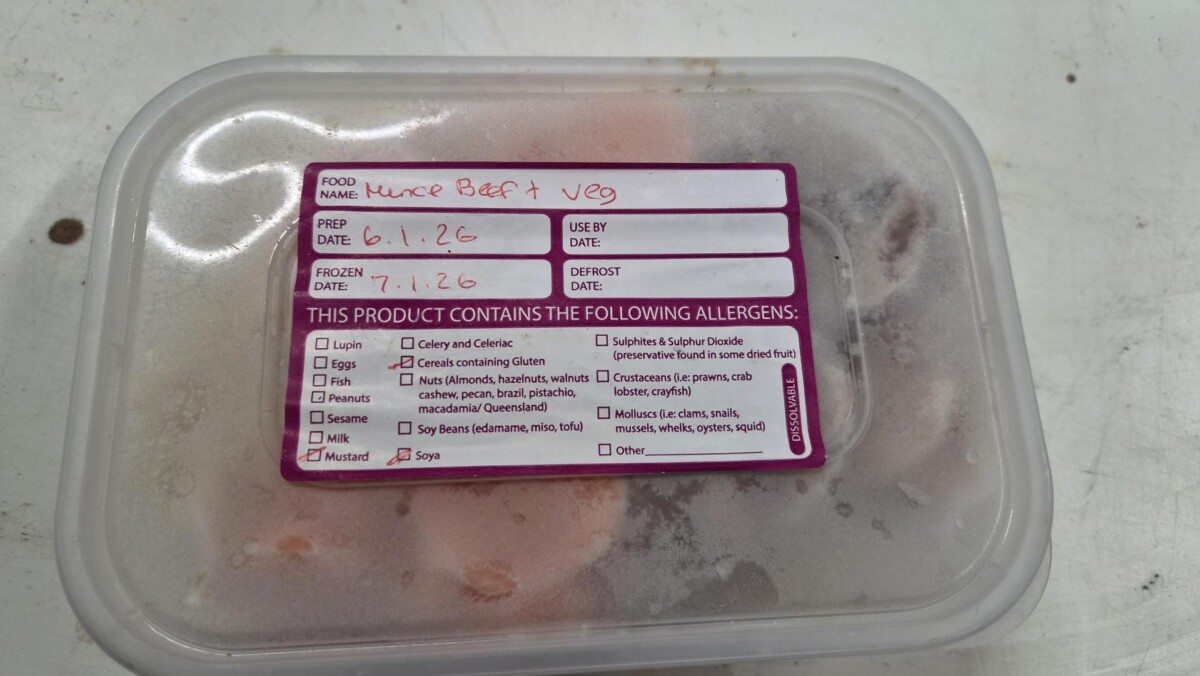 FOOD NAME: Mince Beef + veg
PREP DATE: 6.1.26
USE BY DATE:
FROZEN DATE: 7.1.26
DEFROST DATE:
THIS PRODUCT CONTAINS THE FOLLOWING ALLERGENS:
Lupin
Eggs
Fish
Peanuts
Sesame
Milk
Mustard
Celery and Celeriac
Cereals containing Gluten
Nuts (Almonds, hazelnuts, walnuts
cashew, pecan, brazil, pistachio,
macadamia/ Queensland)
Soy Beans (edamame, miso, tofu)
Soya
Sulphites & Sulphur Dioxide
(preservative found in some dried fruit)
Crustaceans (i.e: prawns, crab
lobster, crayfish)
Molluscs (i.e: clams, snails,
mussels, whelks, oysters, squid)
Other
DISSOLVABLE